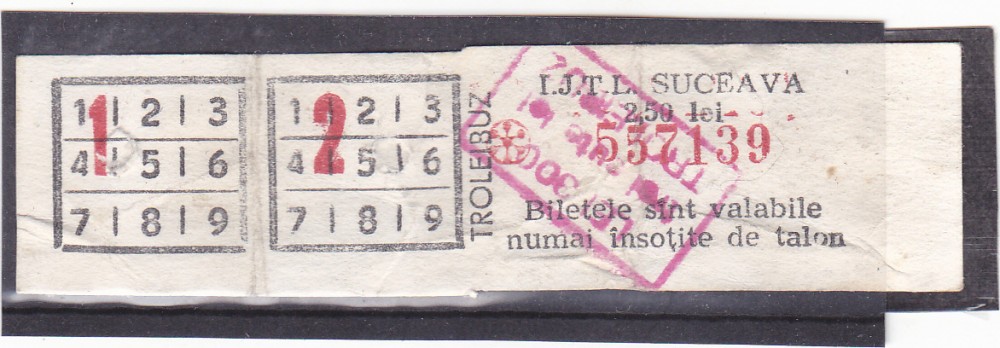 1 | 2 | 3
4 | 5 | 6
7 | 8 | 9
1
1 | 2 | 3
4 | 5 | 6
7 | 8 | 9
2
TROLEIBUZ
I.J.T.L. SUCEAVA
2,50 lei
557139
Biletele sînt valabile
numai însoțite de talon
lei